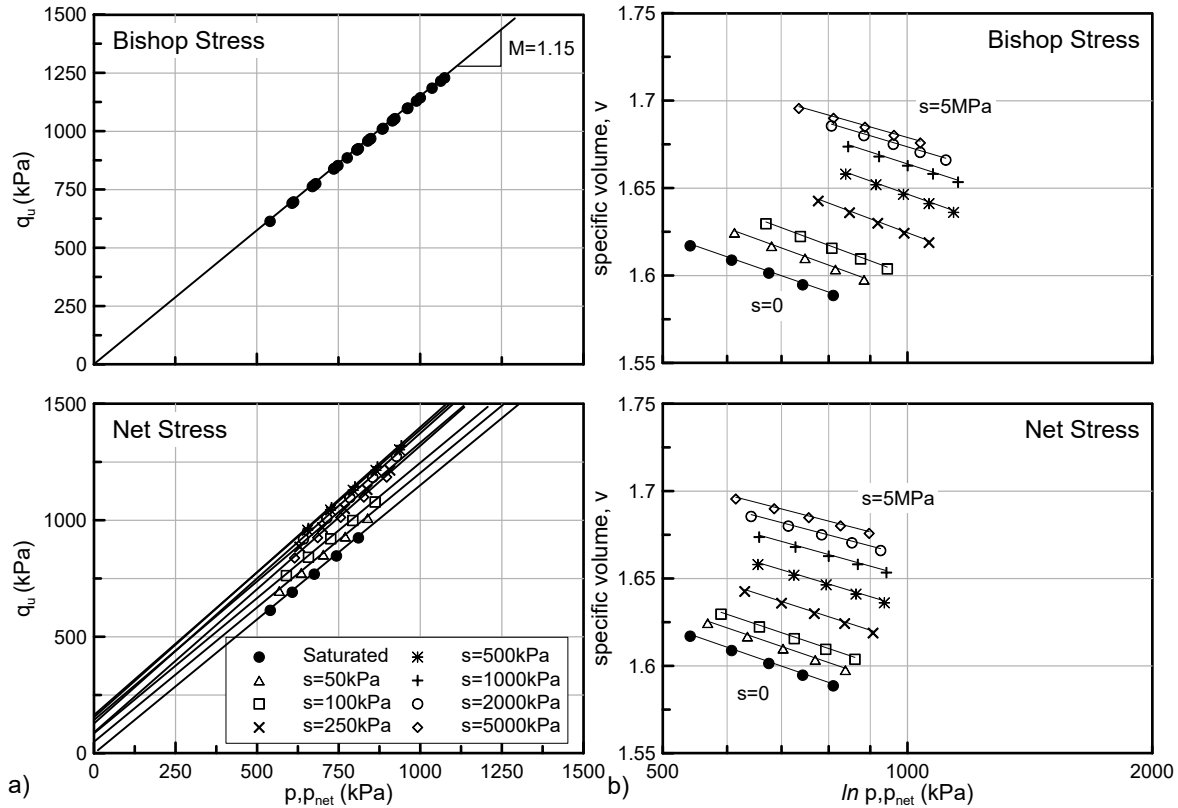 1500
1250
1000
750
500
250
0
q_u (kPa)
Bishop Stress
M=1.15
1.75
1.7
1.65
1.6
1.55
specific volume, v
Bishop Stress
s=5MPa
s=0
1500
1000
500
250
0
q_u (kPa)
Net Stress
Saturated
s=50kPa
s=100kPa
s=250kPa
s=500kPa
s=1000kPa
s=2000kPa
s=5000kPa
0 250 500 750 1000 1250 1500
p,p_net (kPa)
a)
1.75
1.7
1.65
1.6
1.55
specific volume, v
Net Stress
s=5MPa
s=0
500 1000 2000
ln p,p_net (kPa)
b)